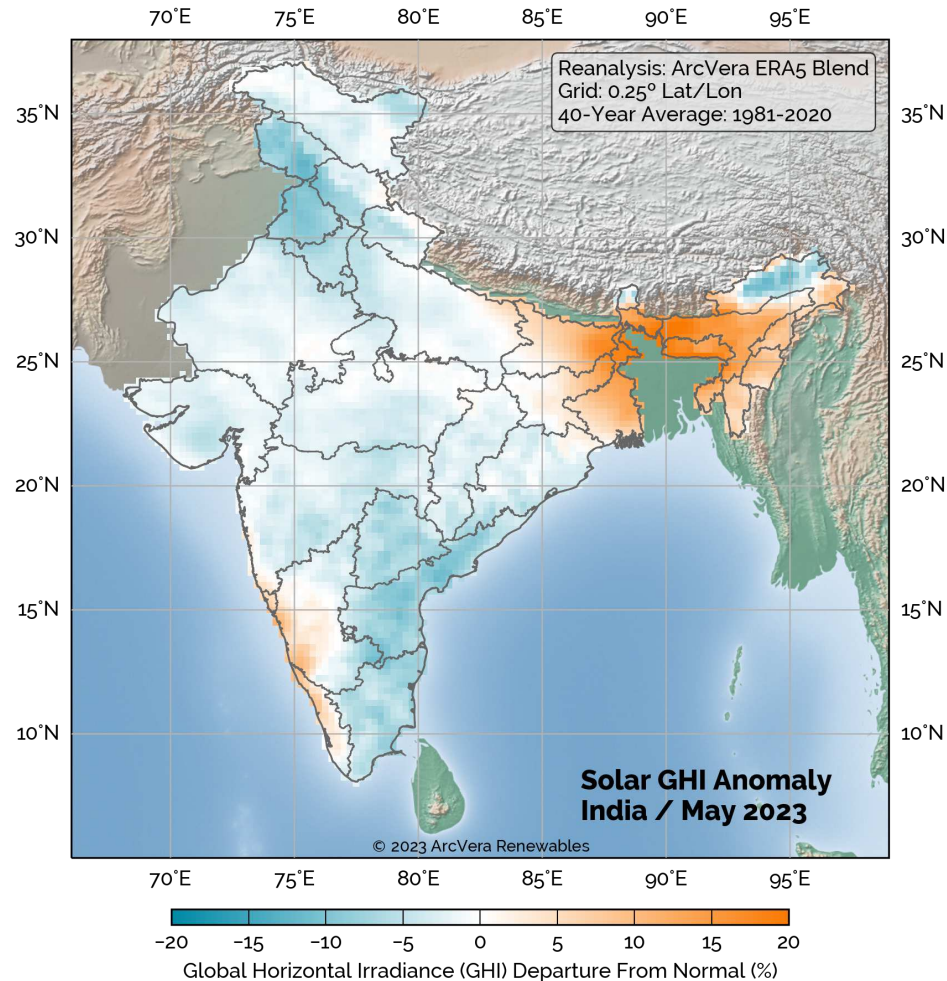 70˚E 75˚E 80˚E 85˚E 90˚E 95˚E
Reanalysis: ArcVera ERA5 Blend
Grid: 0.25º Lat/Lon
40-Year Average: 1981-2020
35˚N 35˚N
30˚N 30˚N
25˚N 25˚N
20˚N 20˚N
15˚N 15˚N
10˚N 10˚N
Solar GHI Anomaly
India / May 2023
© 2023 ArcVera Renewables
70˚E 75˚E 80˚E 85˚E 90˚E 95˚E
−20 −15 −10 −5 0 5 10 15 20
Global Horizontal Irradiance (GHI) Departure From Normal (%)